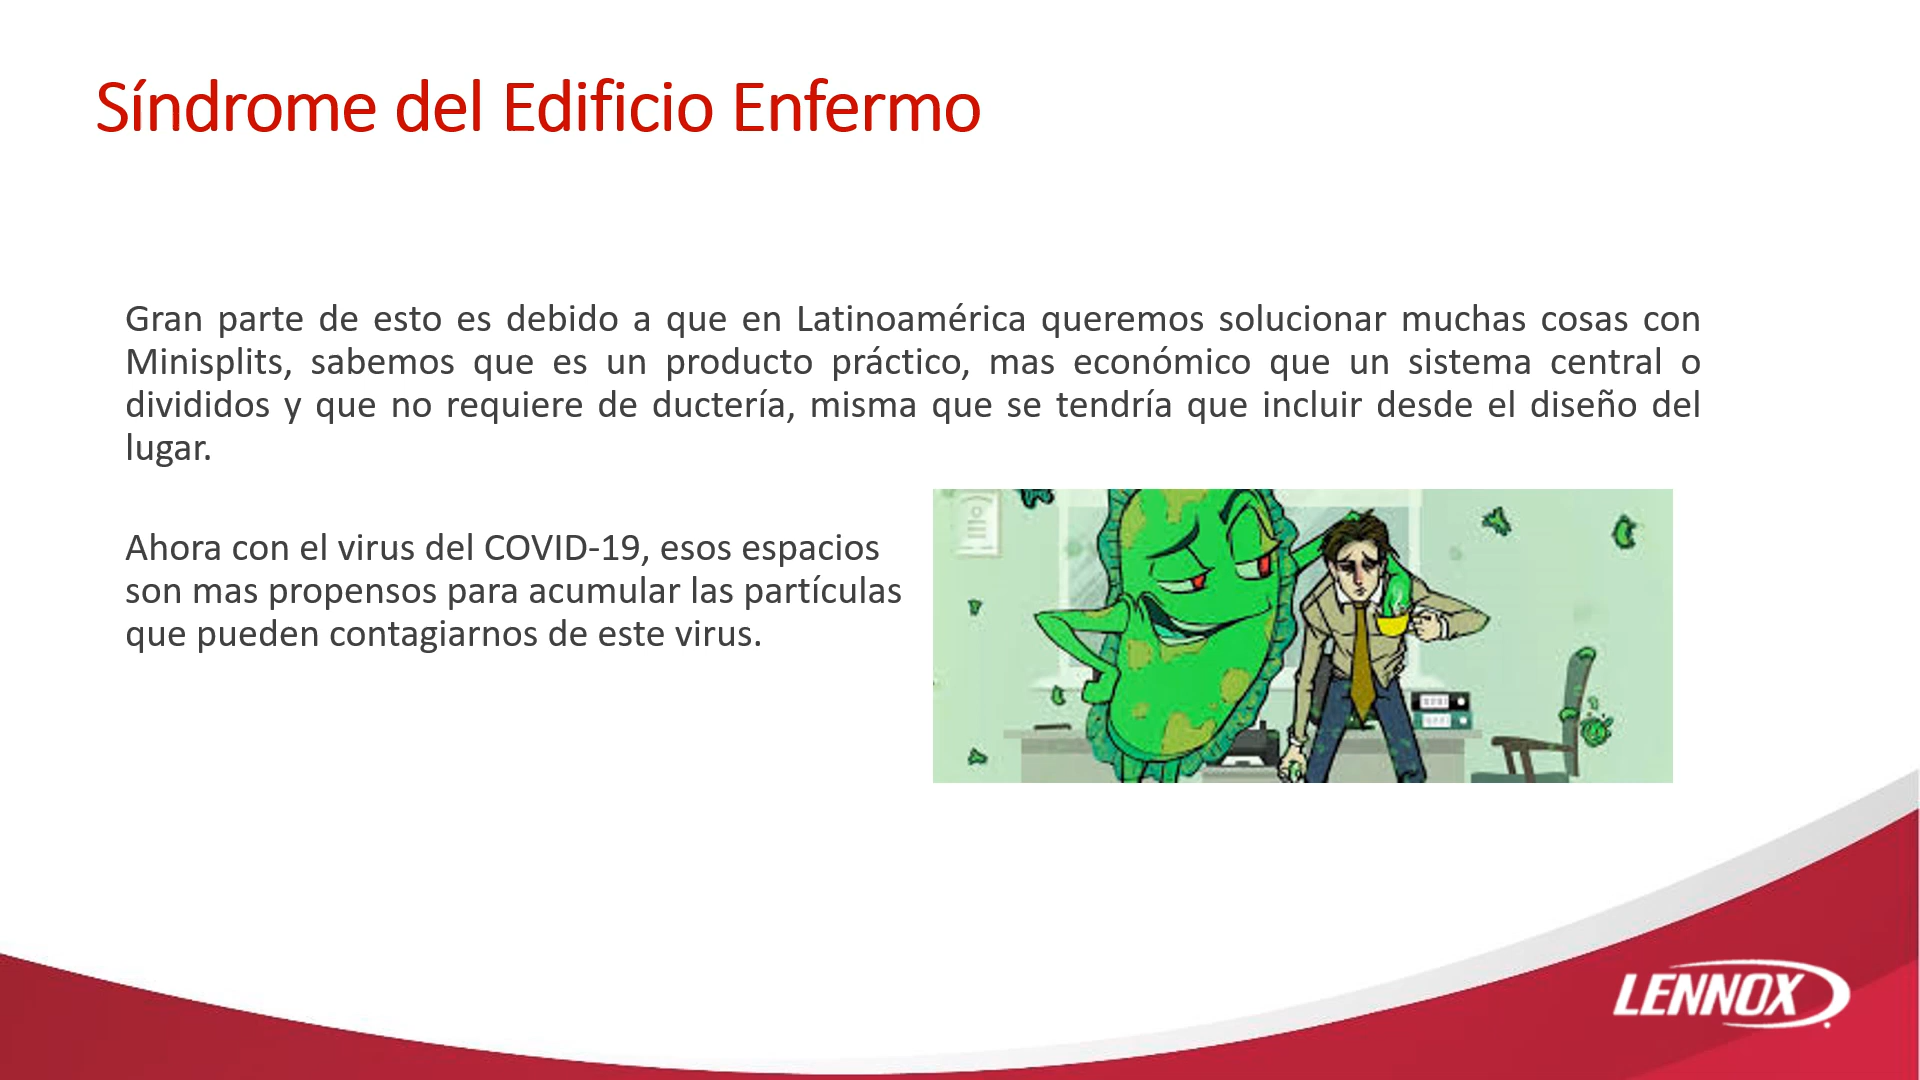 Síndrome del Edificio Enfermo
Gran parte de esto es debido a que en Latinoamérica queremos solucionar muchas cosas con
Minisplits, sabemos que es un producto práctico, mas económico que un sistema central o
divididos y que no requiere de ductería, misma que se tendría que incluir desde el diseño del
lugar.
Ahora con el virus del COVID-19, esos espacios
son mas propensos para acumular las partículas
que pueden contagiarnos de este virus.
LENNOX